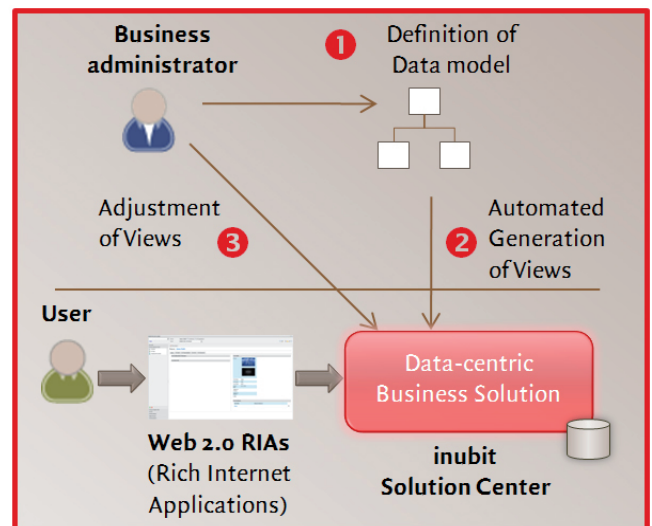 Business
administrator
1
Definition of
Data model
Adjustment
of Views
3
2
Automated
Generation
of Views
User
Data-centric
Business Solution
Web 2.0 RIAs
(Rich Internet
Applications)
inubit
Solution Center